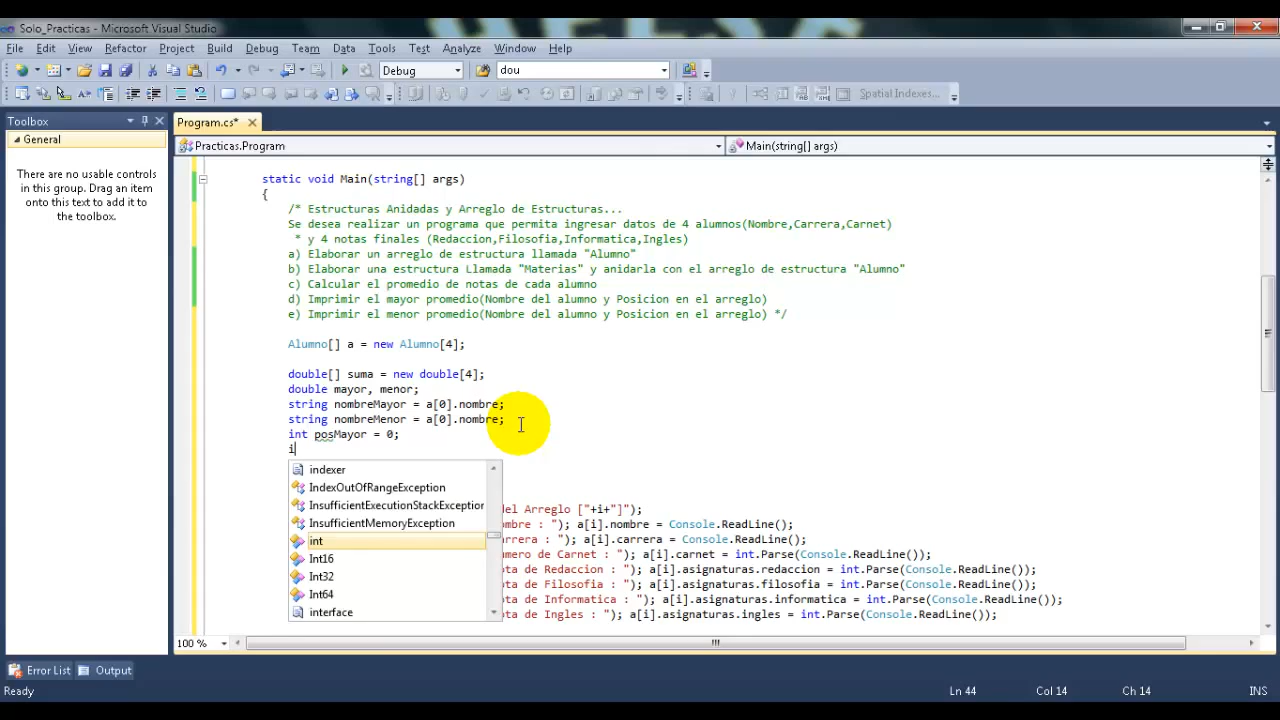 Solo_Practicas - Microsoft Visual Studio
File Edit View Refactor Project Build Debug Team Data Tools Test Analyze Window Help
Debug dou
Spatial Indexes...
Toolbox Program.cs*
General Practicas.Program Main(string[] args)
There are no usable controls
in this group. Drag an item
onto this text to add it to
the toolbox.
static void Main(string[] args)
{
/* Estructuras Anidadas y Arreglo de Estructuras...
Se desea realizar un programa que permita ingresar datos de 4 alumnos(Nombre,Carrera,Carnet)
* y 4 notas finales (Redaccion,Filosofia,Informatica,Ingles)
a) Elaborar un arreglo de estructura llamada "Alumno"
b) Elaborar una estructura Llamada "Materias" y anidarla con el arreglo de estructura "Alumno"
c) Calcular el promedio de notas de cada alumno
d) Imprimir el mayor promedio(Nombre del alumno y Posicion en el arreglo)
e) Imprimir el menor promedio(Nombre del alumno y Posicion en el arreglo) */
Alumno[] a = new Alumno[4];
double[] suma = new double[4];
double mayor, menor;
string nombreMayor = a[0].nombre;
string nombreMenor = a[0].nombre;
int posMayor = 0;
i
indexer
IndexOutOfRangeException
InsufficientExecutionStackException
InsufficientMemoryException
int
Int16
Int32
Int64
interface
del Arreglo ["+i+"]");
ombre : "); a[i].nombre = Console.ReadLine();
arrera : "); a[i].carrera = Console.ReadLine();
úmero de Carnet : "); a[i].carnet = int.Parse(Console.ReadLine());
ota de Redaccion : "); a[i].asignaturas.redaccion = int.Parse(Console.ReadLine());
ota de Filosofia : "); a[i].asignaturas.filosofia = int.Parse(Console.ReadLine());
ota de Informatica : "); a[i].asignaturas.informatica = int.Parse(Console.ReadLine());
ota de Ingles : "); a[i].asignaturas.ingles = int.Parse(Console.ReadLine());
100 %
Error List Output
Ready Ln 44 Col 14 Ch 14 INS